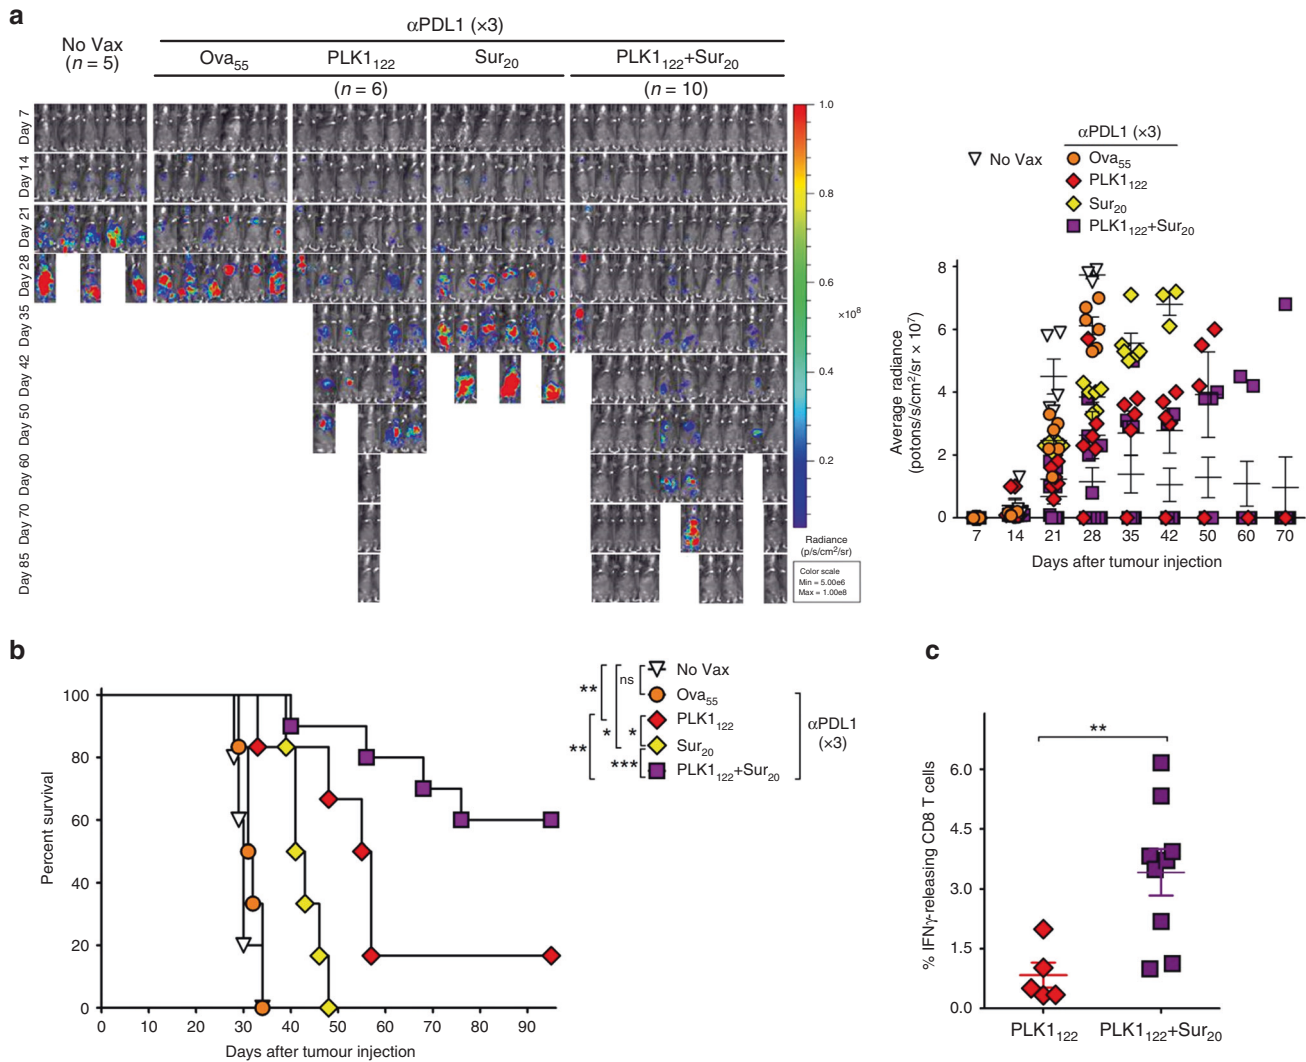 a
αPDL1 (×3)
No Vax
(n = 5)
Ova55
PLK1122
Sur20
PLK1122+Sur20
(n = 6)
(n = 10)
Day 7
Day 14
Day 21
Day 28
Day 35
Day 42
Day 50
Day 60
Day 70
Day 85
1.0
0.8
0.6
×10⁸
0.4
0.2
Radiance
(p/s/cm²/sr)
Color scale
Min = 5.00e6
Max = 1.00e8
αPDL1 (×3)
No Vax
Ova55
PLK1122
Sur20
PLK1122+Sur20
Average radiance
(potons/s/cm²/sr × 10⁷)
8
6
4
2
0
7 14 21 28 35 42 50 60 70
Days after tumour injection
b
Percent survival
100
80
60
40
20
0
0 10 20 30 40 50 60 70 80 90
Days after tumour injection
No Vax
Ova55
PLK1122
Sur20
PLK1122+Sur20
ns
**
*
*
**
***
αPDL1
(×3)
c
% IFNγ-releasing CD8 T cells
**
6.0
4.5
3.0
1.5
0.0
PLK1122
PLK1122+Sur20